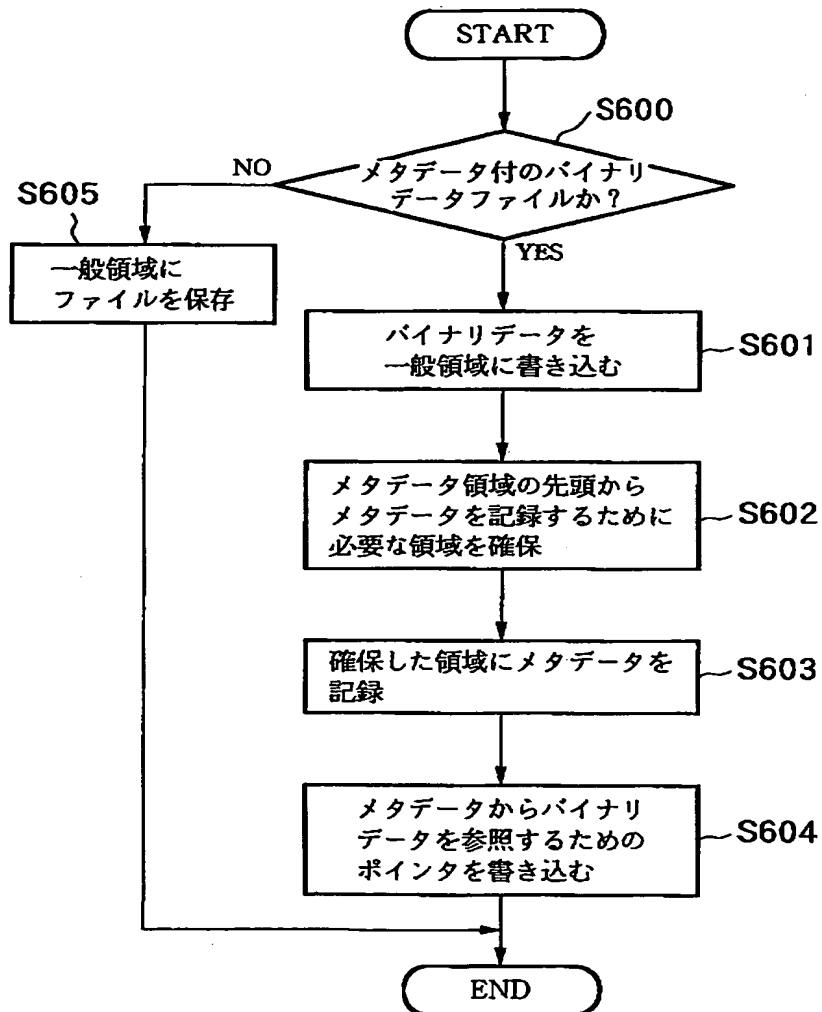 START
S600
メタデータ付のバイナリ
データファイルか？
NO
YES
S605
一般領域に
ファイルを保存
バイナリデータを
一般領域に書き込む
S601
メタデータ領域の先頭から
メタデータを記録するために
必要な領域を確保
S602
確保した領域にメタデータを
記録
S603
メタデータからバイナリ
データを参照するための
ポインタを書き込む
S604
END